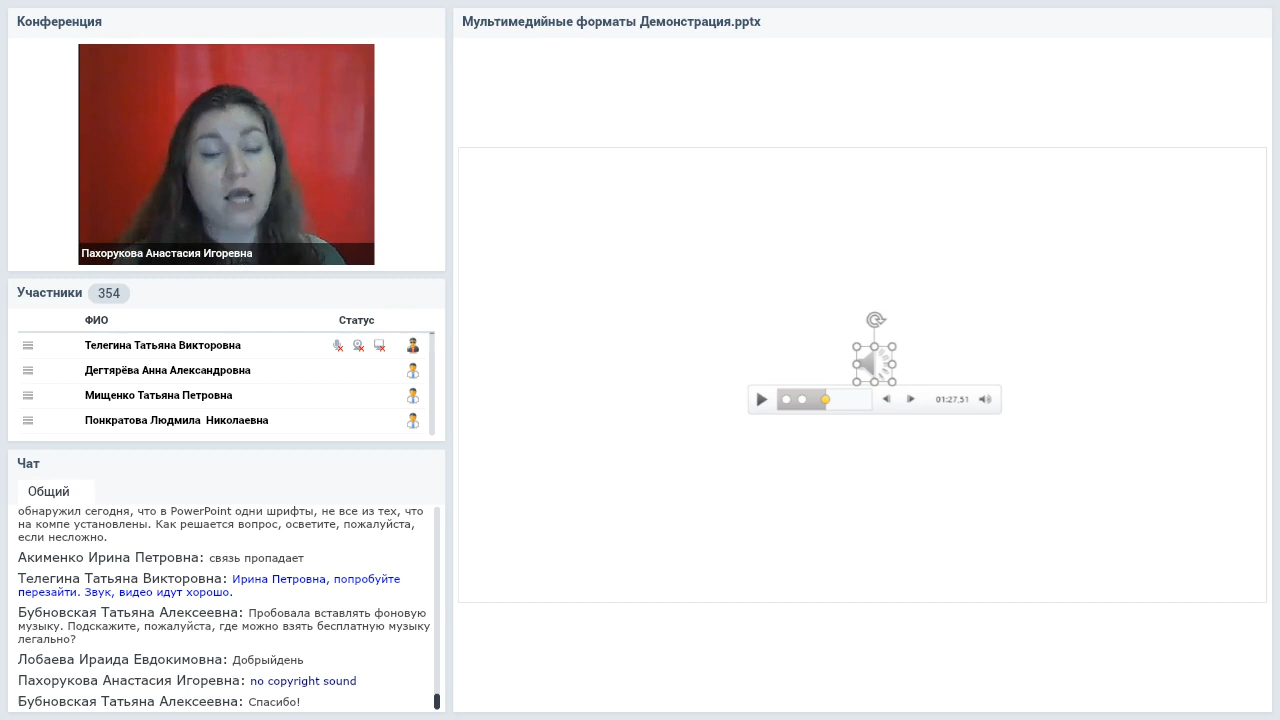 Конференция
Пахорукова Анастасия Игоревна
Участники 354
ФИО Статус
Телегина Татьяна Викторовна
Дегтярёва Анна Александровна
Мищенко Татьяна Петровна
Понкратова Людмила Николаевна
Чат
Общий
обнаружил сегодня, что в PowerPoint одни шрифты, не все из тех, что
на компе установлены. Как решается вопрос, осветите, пожалуйста,
если несложно.
Акименко Ирина Петровна: связь пропадает
Телегина Татьяна Викторовна: Ирина Петровна, попробуйте
перезайти. Звук, видео идут хорошо.
Бубновская Татьяна Алексеевна: Пробовала вставлять фоновую
музыку. Подскажите, пожалуйста, где можно взять бесплатную музыку
легально?
Лобаева Ираида Евдокимовна: Добрыйдень
Пахорукова Анастасия Игоревна: no copyright sound
Бубновская Татьяна Алексеевна: Спасибо!
Мультимедийные форматы Демонстрация.pptx
01:27,51